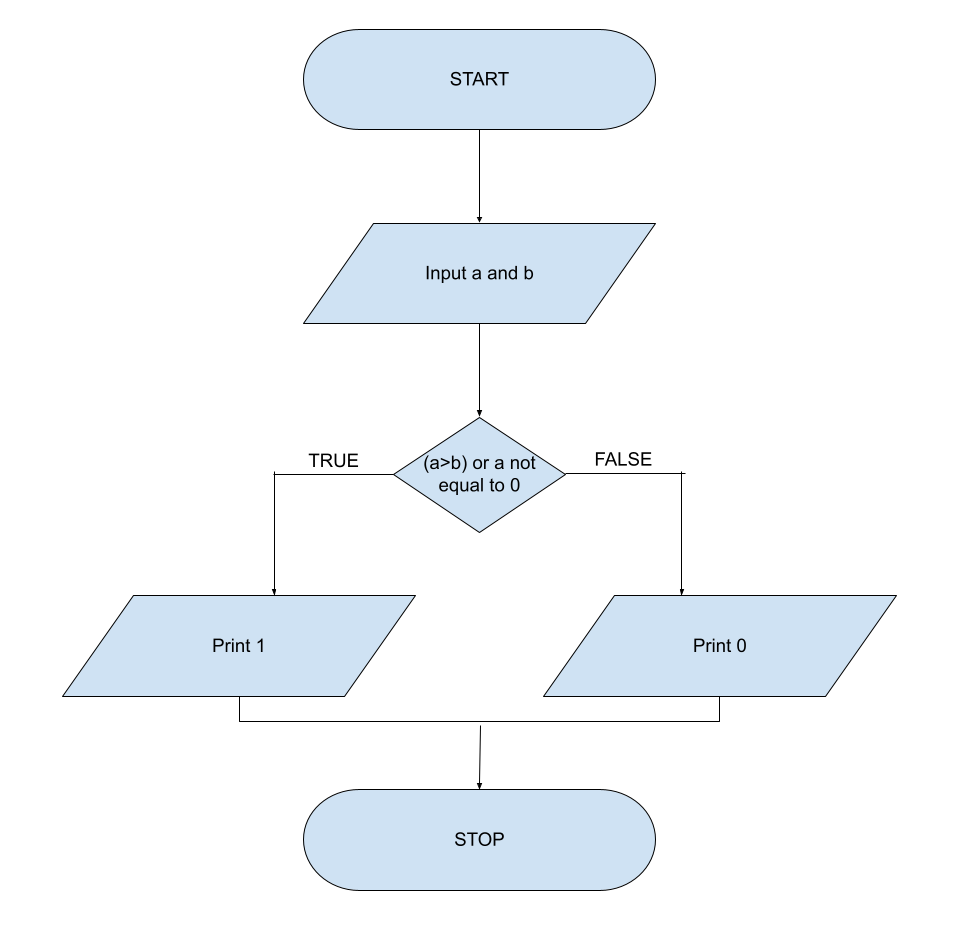 START
Input a and b
TRUE
(a>b) or a not
equal to 0
FALSE
Print 1
Print 0
STOP